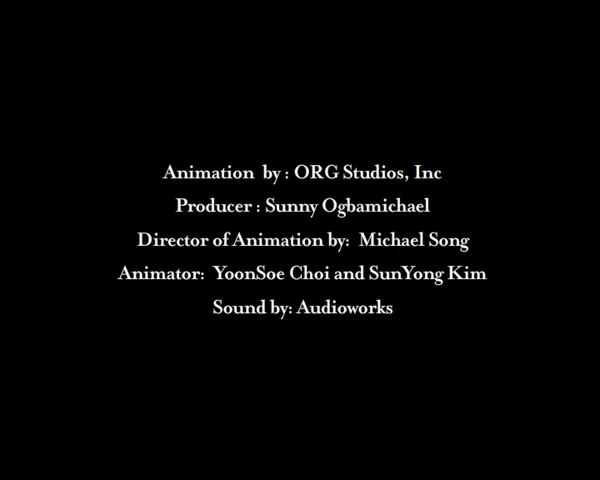 Animation  by : ORG Studios, Inc
Producer : Sunny Ogbamichael
Director of Animation by:  Michael Song
Animator:  YoonSoe Choi and SunYong Kim
Sound by: Audioworks